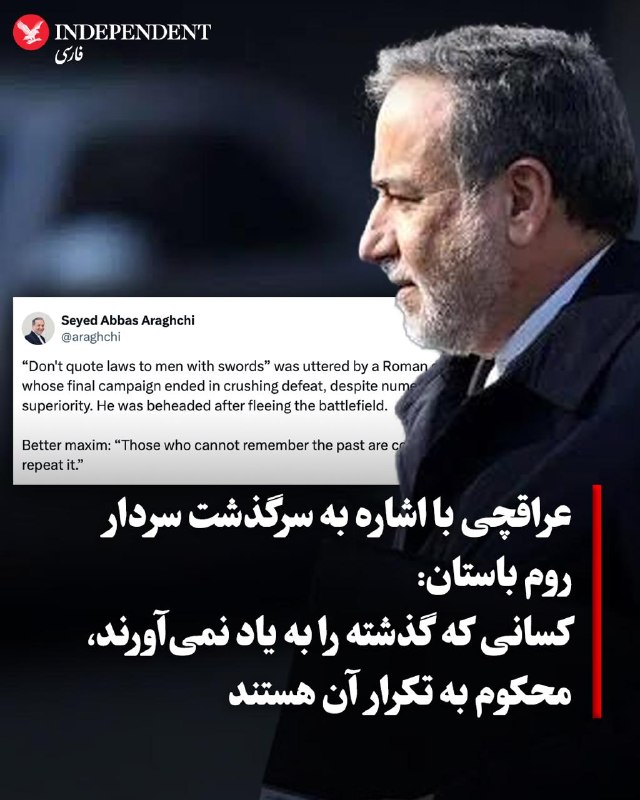 INDEPENDENT
فارسی
Seyed Abbas Araghchi
@araghchi
“Don't quote laws to men with swords” was uttered by a Roman
whose final campaign ended in crushing defeat, despite
superiority. He was beheaded after fleeing the battlefield.
Better maxim: “Those who cannot remember the past are
repeat it.”
عراقچی با اشاره به سرگذشت سردار
روم باستان:
کسانی که گذشته را به یاد نمی‌آورند،
محکوم به تکرار آن هستند